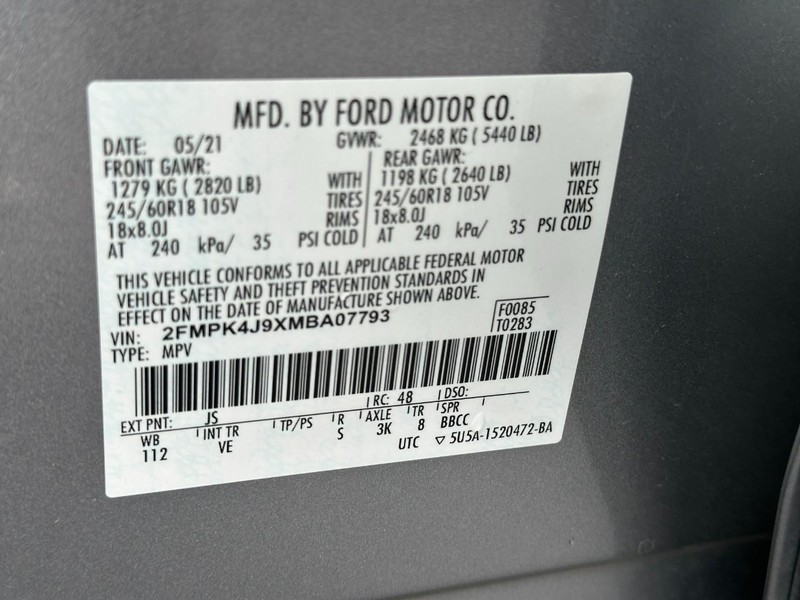 MFD. BY FORD MOTOR CO.
DATE: 05/21 GVWR: 2468 KG ( 5440 LB)
FRONT GAWR: REAR GAWR:
1279 KG ( 2820 LB) WITH 1198 KG ( 2640 LB) WITH
245/60R18 105V TIRES 245/60R18 105V TIRES
18x8.0J RIMS 18x8.0J RIMS
AT 240 kPa/ 35 PSI COLD AT 240 kPa/ 35 PSI COLD
THIS VEHICLE CONFORMS TO ALL APPLICABLE FEDERAL MOTOR
VEHICLE SAFETY AND THEFT PREVENTION STANDARDS IN
EFFECT ON THE DATE OF MANUFACTURE SHOWN ABOVE.
VIN: 2FMPK4J9XMBA07793 F0085
TYPE: MPV T0283
EXT PNT: JS RC: 48 DSO:
WB INT TR TP/PS R AXLE TR SPR
112 VE S 3K 8 BBCC
UTC ▽ 5U5A-1520472-BA